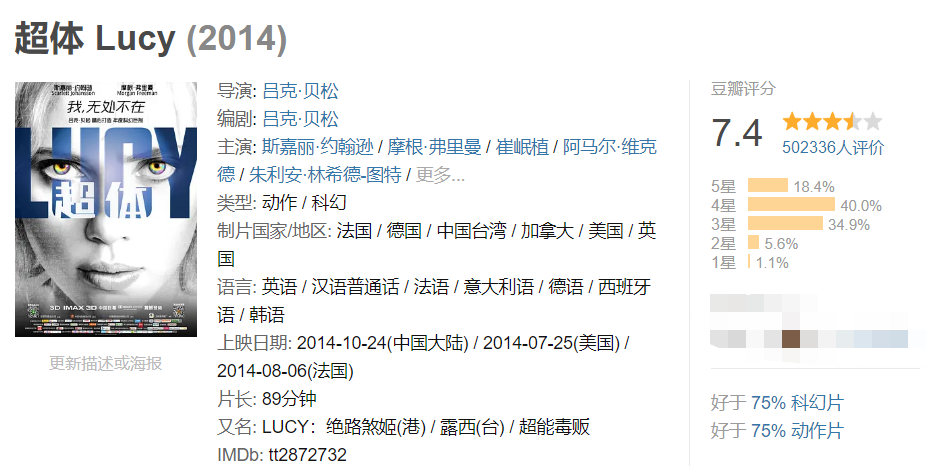 超体 Lucy (2014)
斯嘉丽·约翰逊 摩根·弗里曼
Scarlett Johansson Morgan Freeman
我,无处不在
LUCY
超体
3D IMAX 3D
更新描述或海报
导演: 吕克·贝松
编剧: 吕克·贝松
主演: 斯嘉丽·约翰逊 / 摩根·弗里曼 / 崔岷植 / 阿马尔·维克
德 / 朱利安·林希德-图特 / 更多...
类型: 动作 / 科幻
制片国家/地区: 法国 / 德国 / 中国台湾 / 加拿大 / 美国 / 英
国
语言: 英语 / 汉语普通话 / 法语 / 意大利语 / 德语 / 西班牙
语 / 韩语
上映日期: 2014-10-24(中国大陆) / 2014-07-25(美国) /
2014-08-06(法国)
片长: 89分钟
又名: LUCY：绝路煞姬(港) / 露西(台) / 超能毒贩
IMDb: tt2872732
豆瓣评分
7.4
502336人评价
5星 18.4%
4星 40.0%
3星 34.9%
2星 5.6%
1星 1.1%
好于 75% 科幻片
好于 75% 动作片